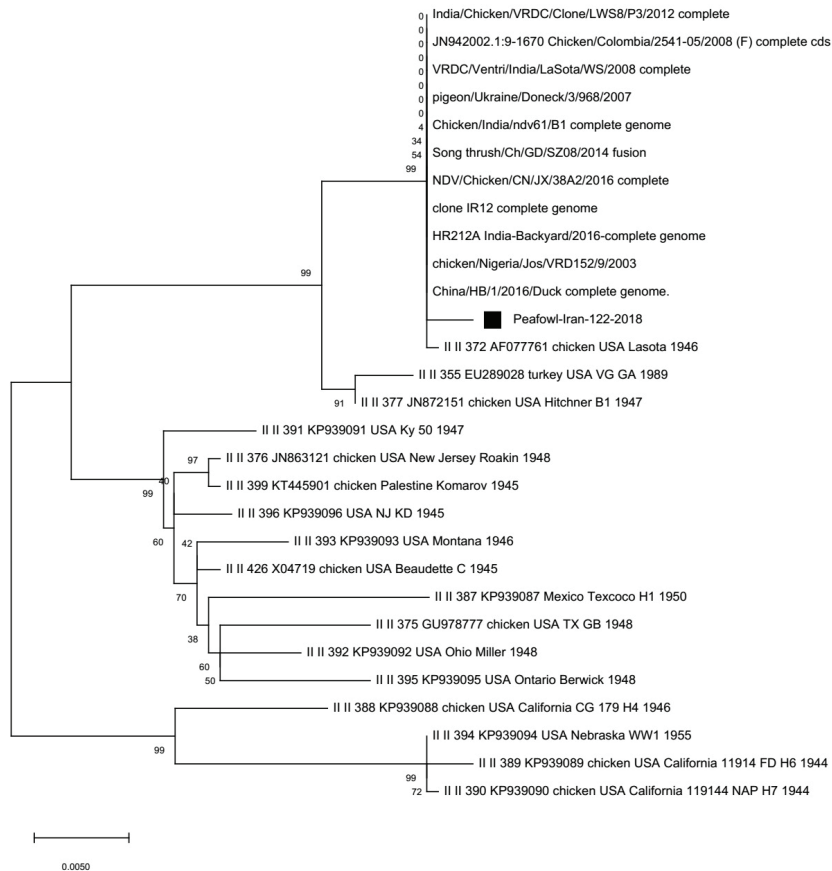 India/Chicken/VRDC/Clone/LWS8/P3/2012 complete
0
0
JN942002.1:9-1670 Chicken/Colombia/2541-05/2008 (F) complete cds
0
0
VRDC/Ventri/India/LaSota/WS/2008 complete
0
0
pigeon/Ukraine/Doneck/3/968/2007
0
0
Chicken/India/ndv61/B1 complete genome
4
34
Song thrush/Ch/GD/SZ08/2014 fusion
54
99
NDV/Chicken/CN/JX/38A2/2016 complete
clone IR12 complete genome
HR212A India-Backyard/2016-complete genome
chicken/Nigeria/Jos/VRD152/9/2003
99
China/HB/1/2016/Duck complete genome.
Peafowl-Iran-122-2018
II II 372 AF077761 chicken USA Lasota 1946
II II 355 EU289028 turkey USA VG GA 1989
91
II II 377 JN872151 chicken USA Hitchner B1 1947
II II 391 KP939091 USA Ky 50 1947
97
II II 376 JN863121 chicken USA New Jersey Roakin 1948
40
99
II II 399 KT445901 chicken Palestine Komarov 1945
II II 396 KP939096 USA NJ KD 1945
60
42
II II 393 KP939093 USA Montana 1946
II II 426 X04719 chicken USA Beaudette C 1945
70
II II 387 KP939087 Mexico Texcoco H1 1950
II II 375 GU978777 chicken USA TX GB 1948
38
II II 392 KP939092 USA Ohio Miller 1948
60
50
II II 395 KP939095 USA Ontario Berwick 1948
II II 388 KP939088 chicken USA California CG 179 H4 1946
II II 394 KP939094 USA Nebraska WW1 1955
99
II II 389 KP939089 chicken USA California 11914 FD H6 1944
99
72
II II 390 KP939090 chicken USA California 119144 NAP H7 1944
0.0050